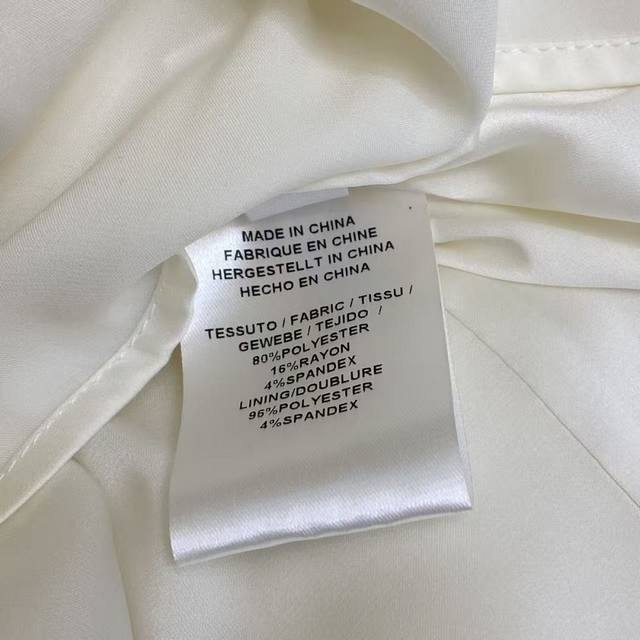 MADE IN CHINA
FABRIQUE EN CHINE
HERGESTELLT IN CHINA
HECHO EN CHINA
TESSUTO / FABRIC / TISSU /
GEWEBE / TEJIDO /
80%POLYESTER
16%RAYON
4%SPANDEX
LINING/DOUBLURE
96%POLYESTER
4%SPANDEX